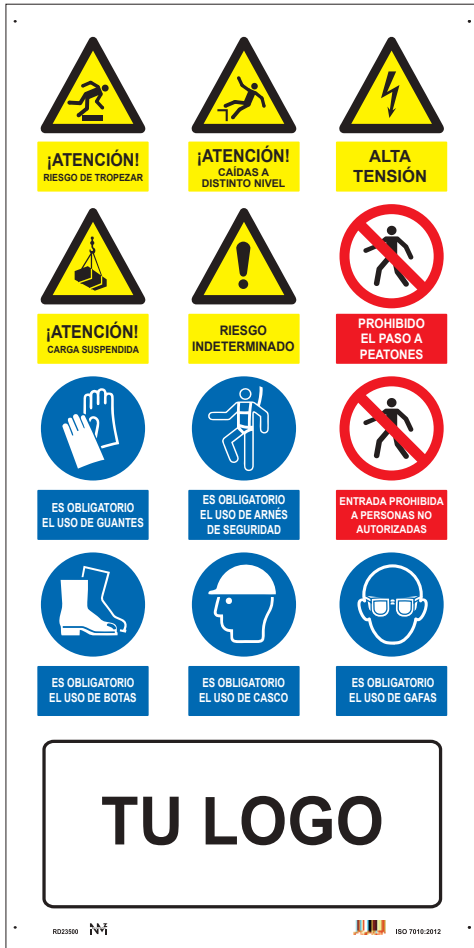 ¡ATENCIÓN!
RIESGO DE TROPEZAR
¡ATENCIÓN!
CAÍDAS A
DISTINTO NIVEL
ALTA
TENSIÓN
¡ATENCIÓN!
CARGA SUSPENDIDA
RIESGO
INDETERMINADO
PROHIBIDO
EL PASO A
PEATONES
ES OBLIGATORIO
EL USO DE GUANTES
ES OBLIGATORIO
EL USO DE ARNÉS
DE SEGURIDAD
ENTRADA PROHIBIDA
A PERSONAS NO
AUTORIZADAS
ES OBLIGATORIO
EL USO DE BOTAS
ES OBLIGATORIO
EL USO DE CASCO
ES OBLIGATORIO
EL USO DE GAFAS
TU LOGO
RD23500
ISO 7010:2012